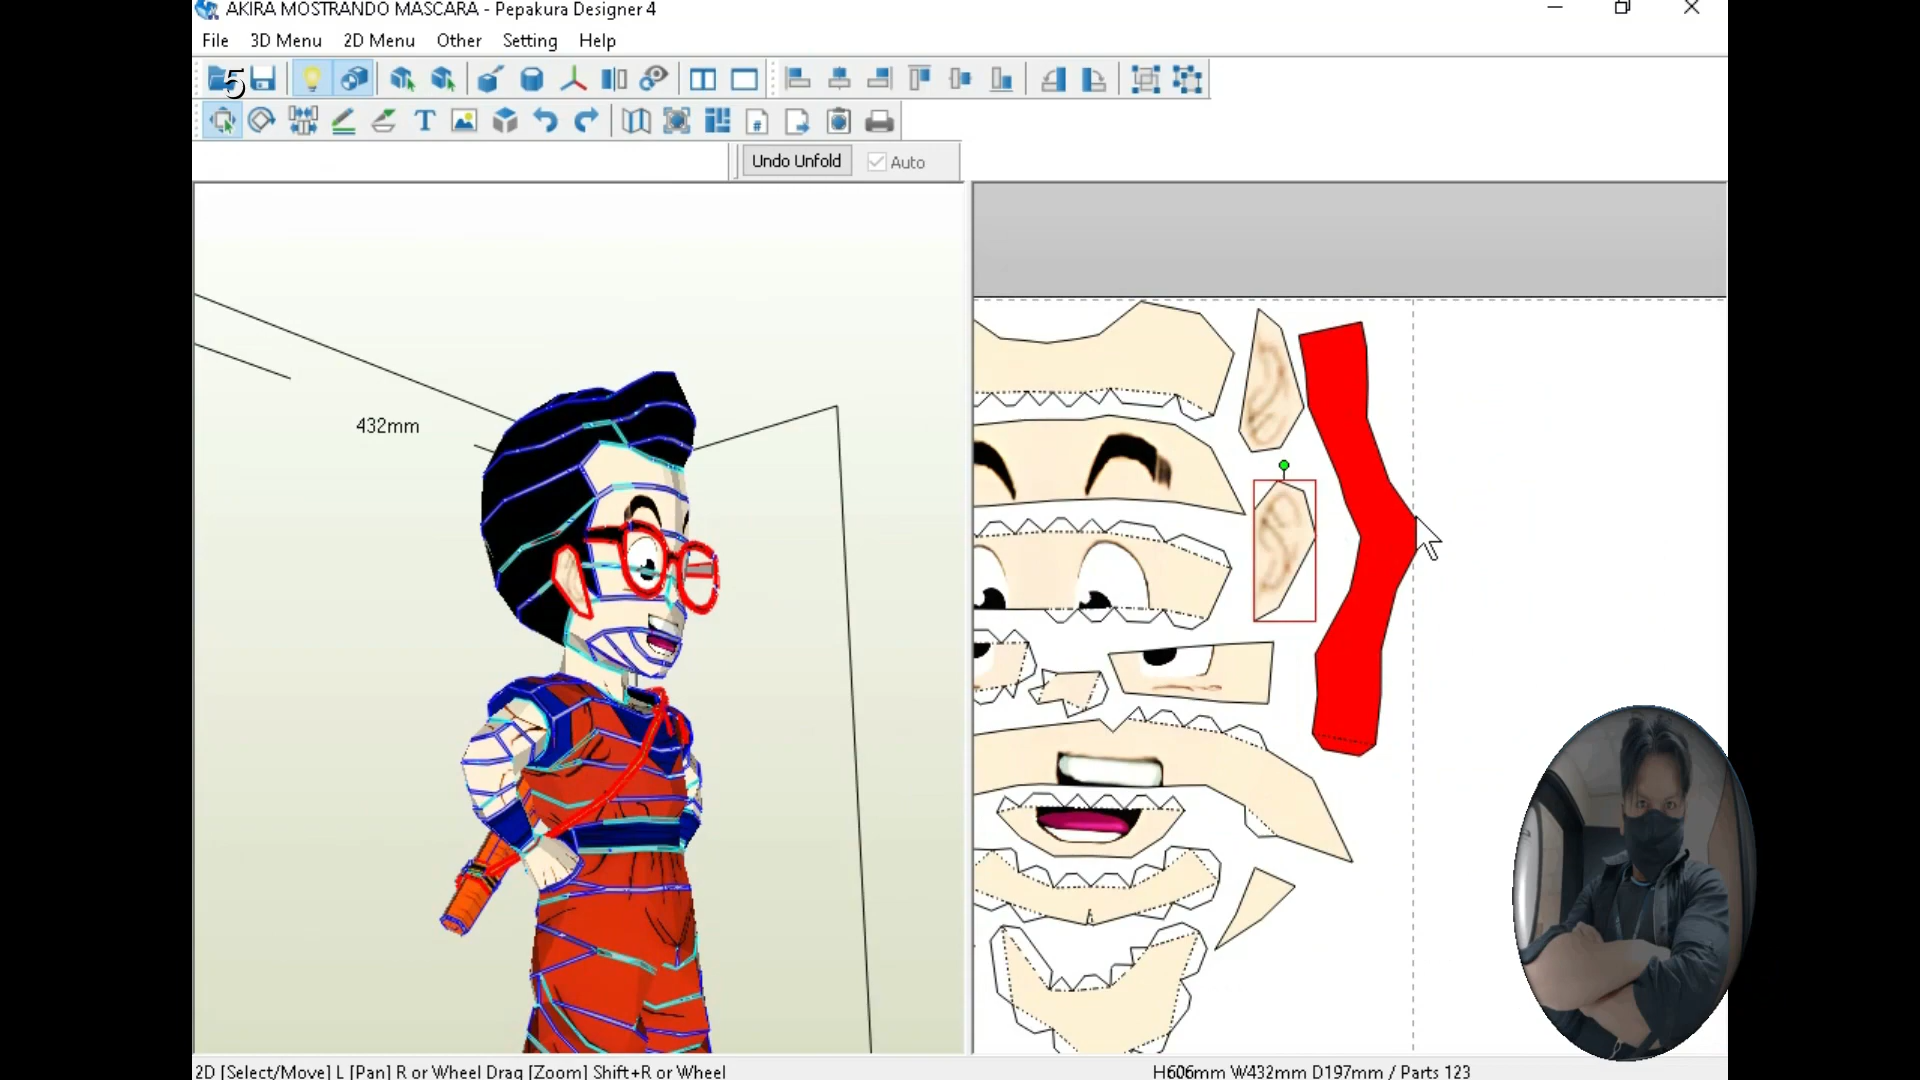 AKIRA MOSTRANDO MASCARA - Pepakura Designer 4
File 3D Menu 2D Menu Other Setting Help
5
T
#
Undo Unfold Auto
432mm
2D [Select/Move] L [Pan] R or Wheel Drag [Zoom] Shift+R or Wheel
H606mm W432mm D197mm / Parts 123